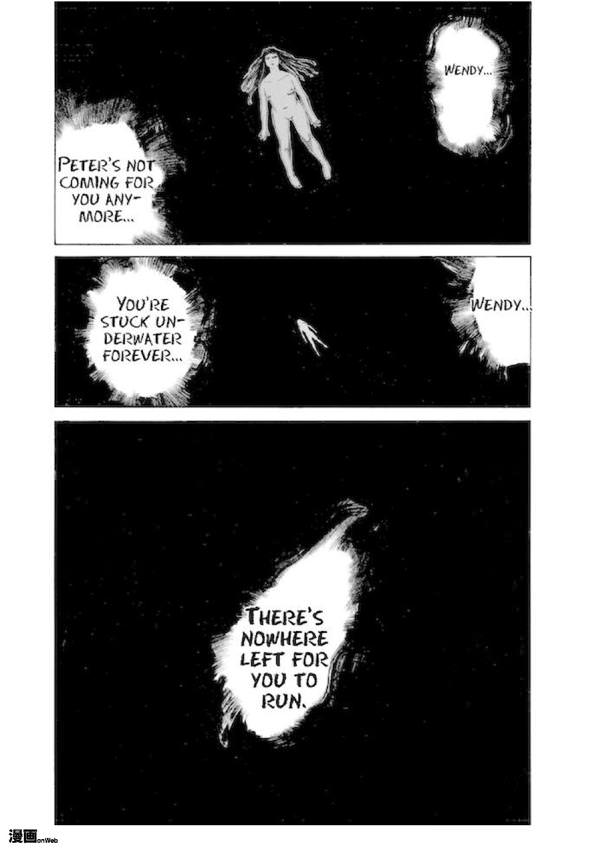 WENDY...
PETER'S NOT
COMING FOR
YOU ANY-
MORE...
WENDY...
YOU'RE
STUCK UN-
DERWATER
FOREVER...
THERE'S
NOWHERE
LEFT FOR
YOU TO
RUN.
漫画onWeb